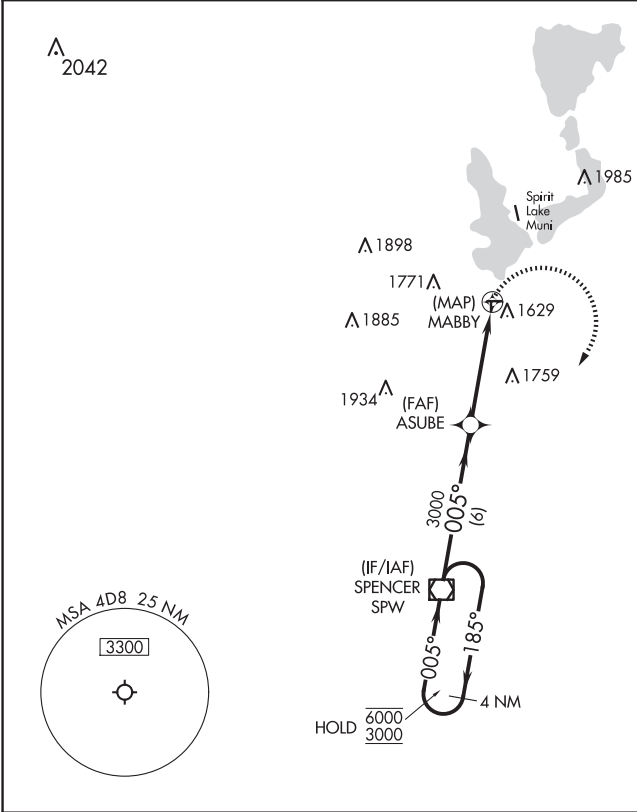 2042
1985
Spirit
Lake
Muni
1898
1771
(MAP)
MABBY
1629
1885
1759
1934
(FAF)
ASUBE
3000
005°
(6)
(IF/IAF)
SPENCER
SPW
MSA 4D8 25 NM
3300
005°
185°
4 NM
HOLD
6000
3000